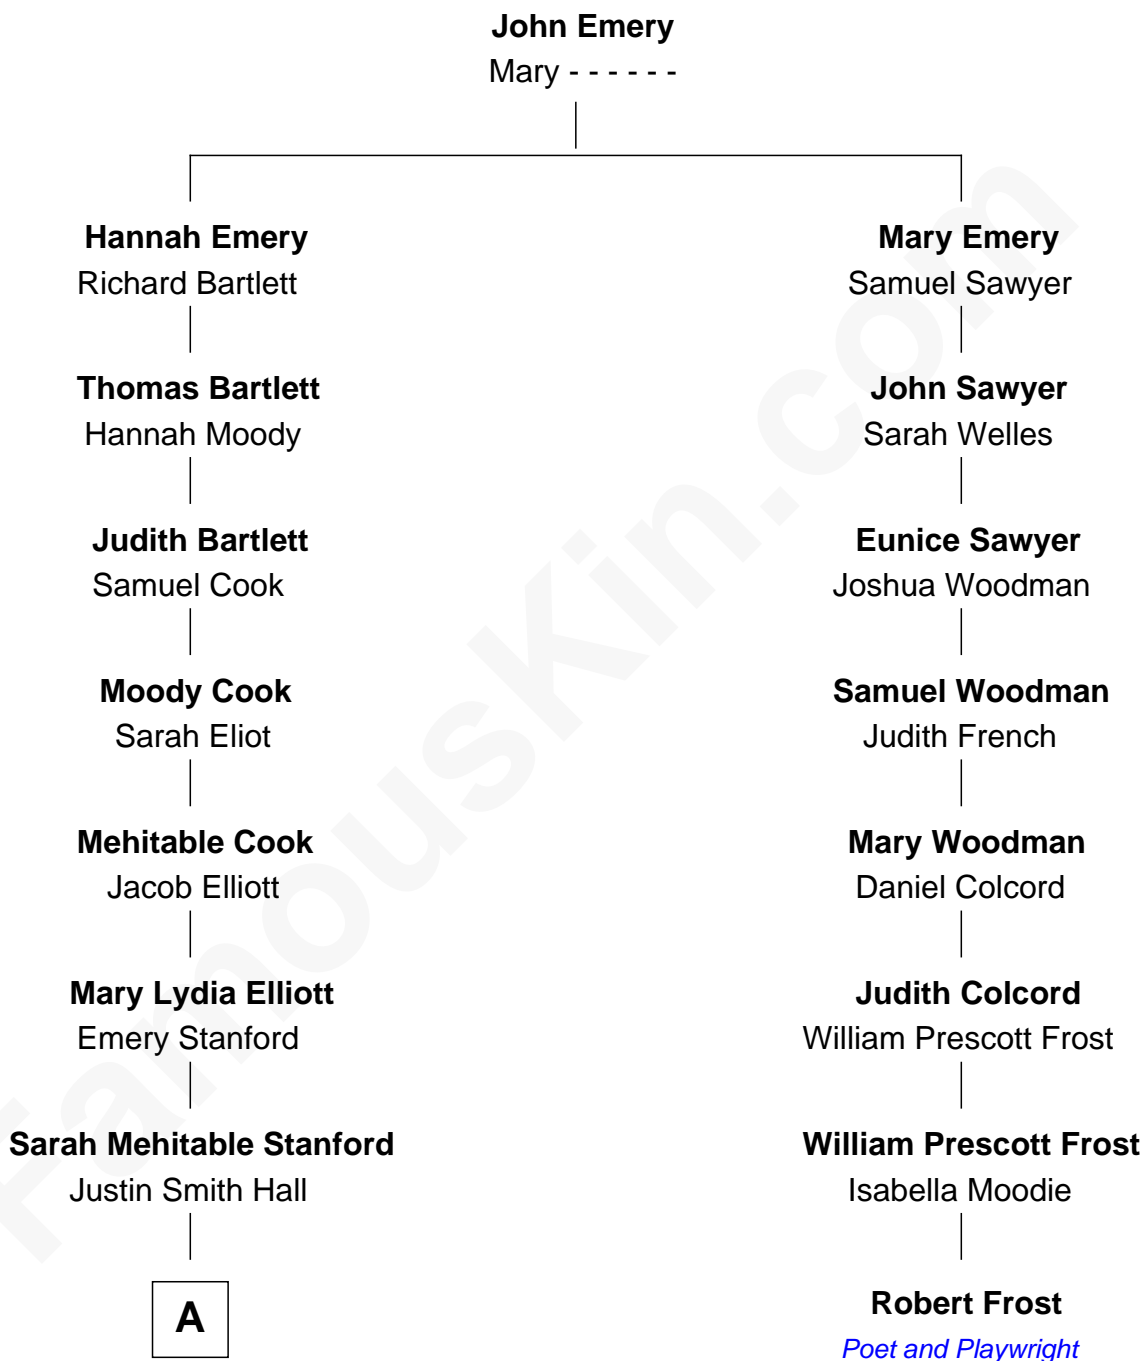 John Emery
Mary - - - - - -
Hannah Emery
Richard Bartlett
Mary Emery
Samuel Sawyer
Thomas Bartlett
Hannah Moody
John Sawyer
Sarah Welles
Judith Bartlett
Samuel Cook
Eunice Sawyer
Joshua Woodman
Moody Cook
Sarah Eliot
Samuel Woodman
Judith French
Mehitable Cook
Jacob Elliott
Mary Woodman
Daniel Colcord
Mary Lydia Elliott
Emery Stanford
Judith Colcord
William Prescott Frost
Sarah Mehitable Stanford
Justin Smith Hall
William Prescott Frost
Isabella Moodie
A
Robert Frost
Poet and Playwright
FamousKin.com